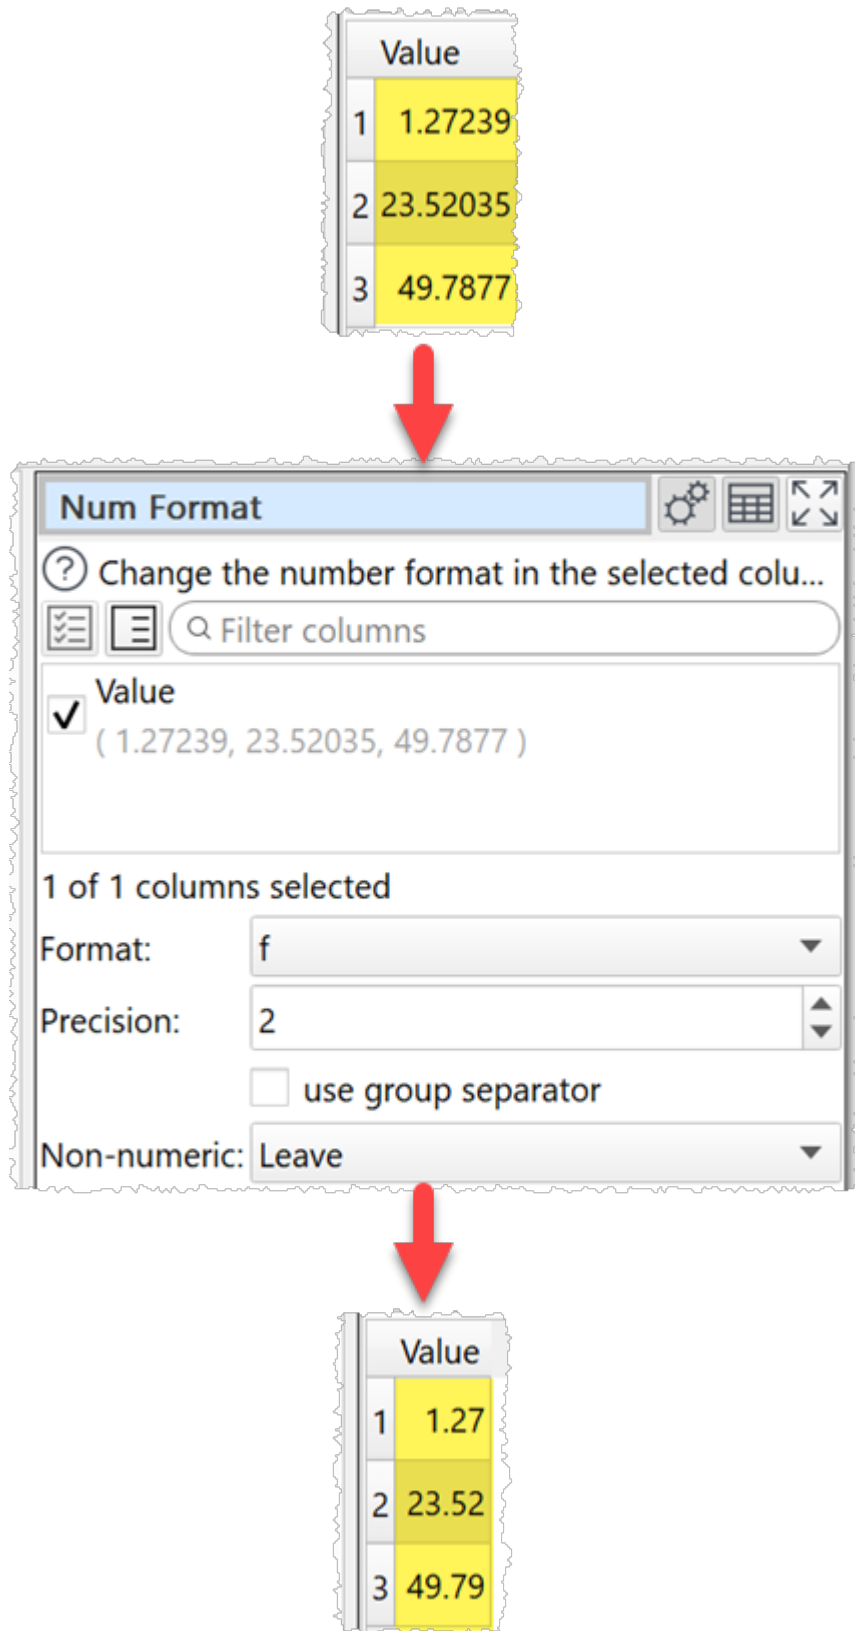 Value
1 1.27239
2 23.52035
3 49.7877
Num Format
? Change the number format in the selected colu...
Filter columns
Value
( 1.27239, 23.52035, 49.7877 )
1 of 1 columns selected
Format: f
Precision: 2
use group separator
Non-numeric: Leave
Value
1 1.27
2 23.52
3 49.79